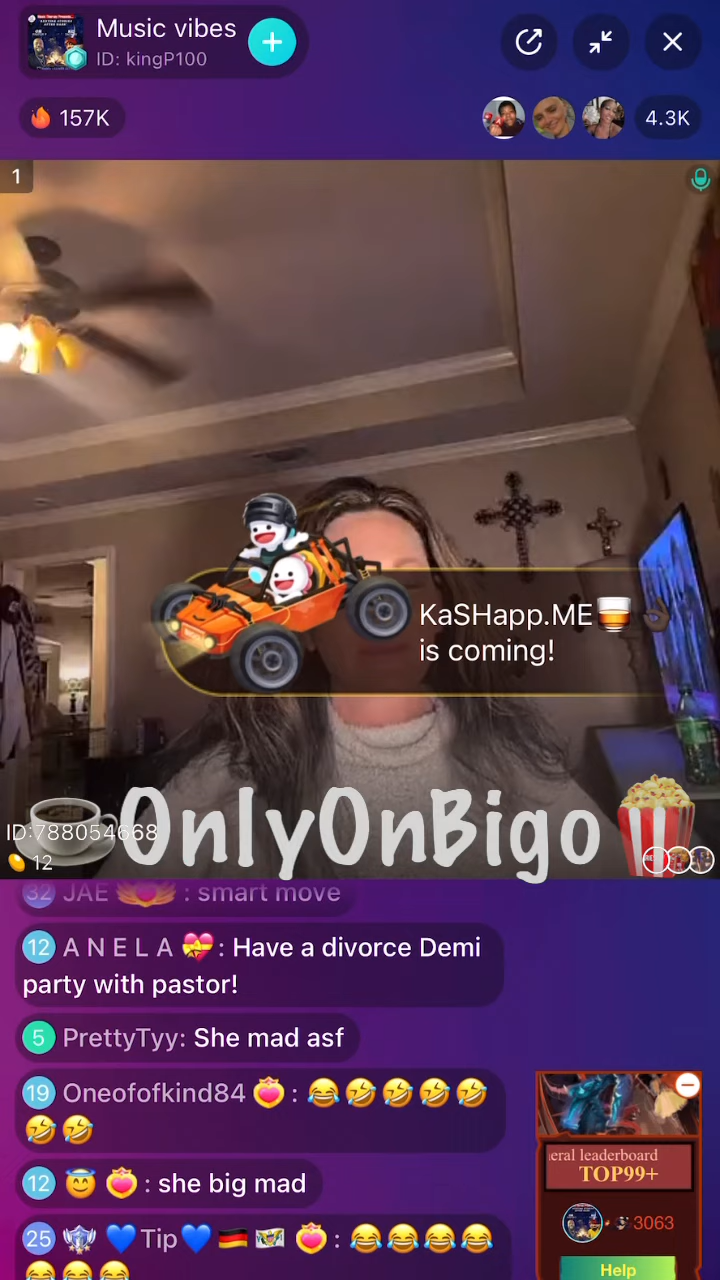 Music vibes
ID: kingP100
157K
4.3K
1
KaSHapp.ME
is coming!
OnlyOnBigo
ID:788054668
12
32 JAE : smart move
12 A N E L A 💝 : Have a divorce Demi
party with pastor!
5 PrettyTyy: She mad asf
19 Oneofofkind84 : 😂🤣🤣🤣🤣
🤣🤣
12 😇 : she big mad
25 💙Tip💙 🇩🇪 🇻🇮 : 😂😂😂😂
😂😂😂
eral leaderboard
TOP99+
3063
Help